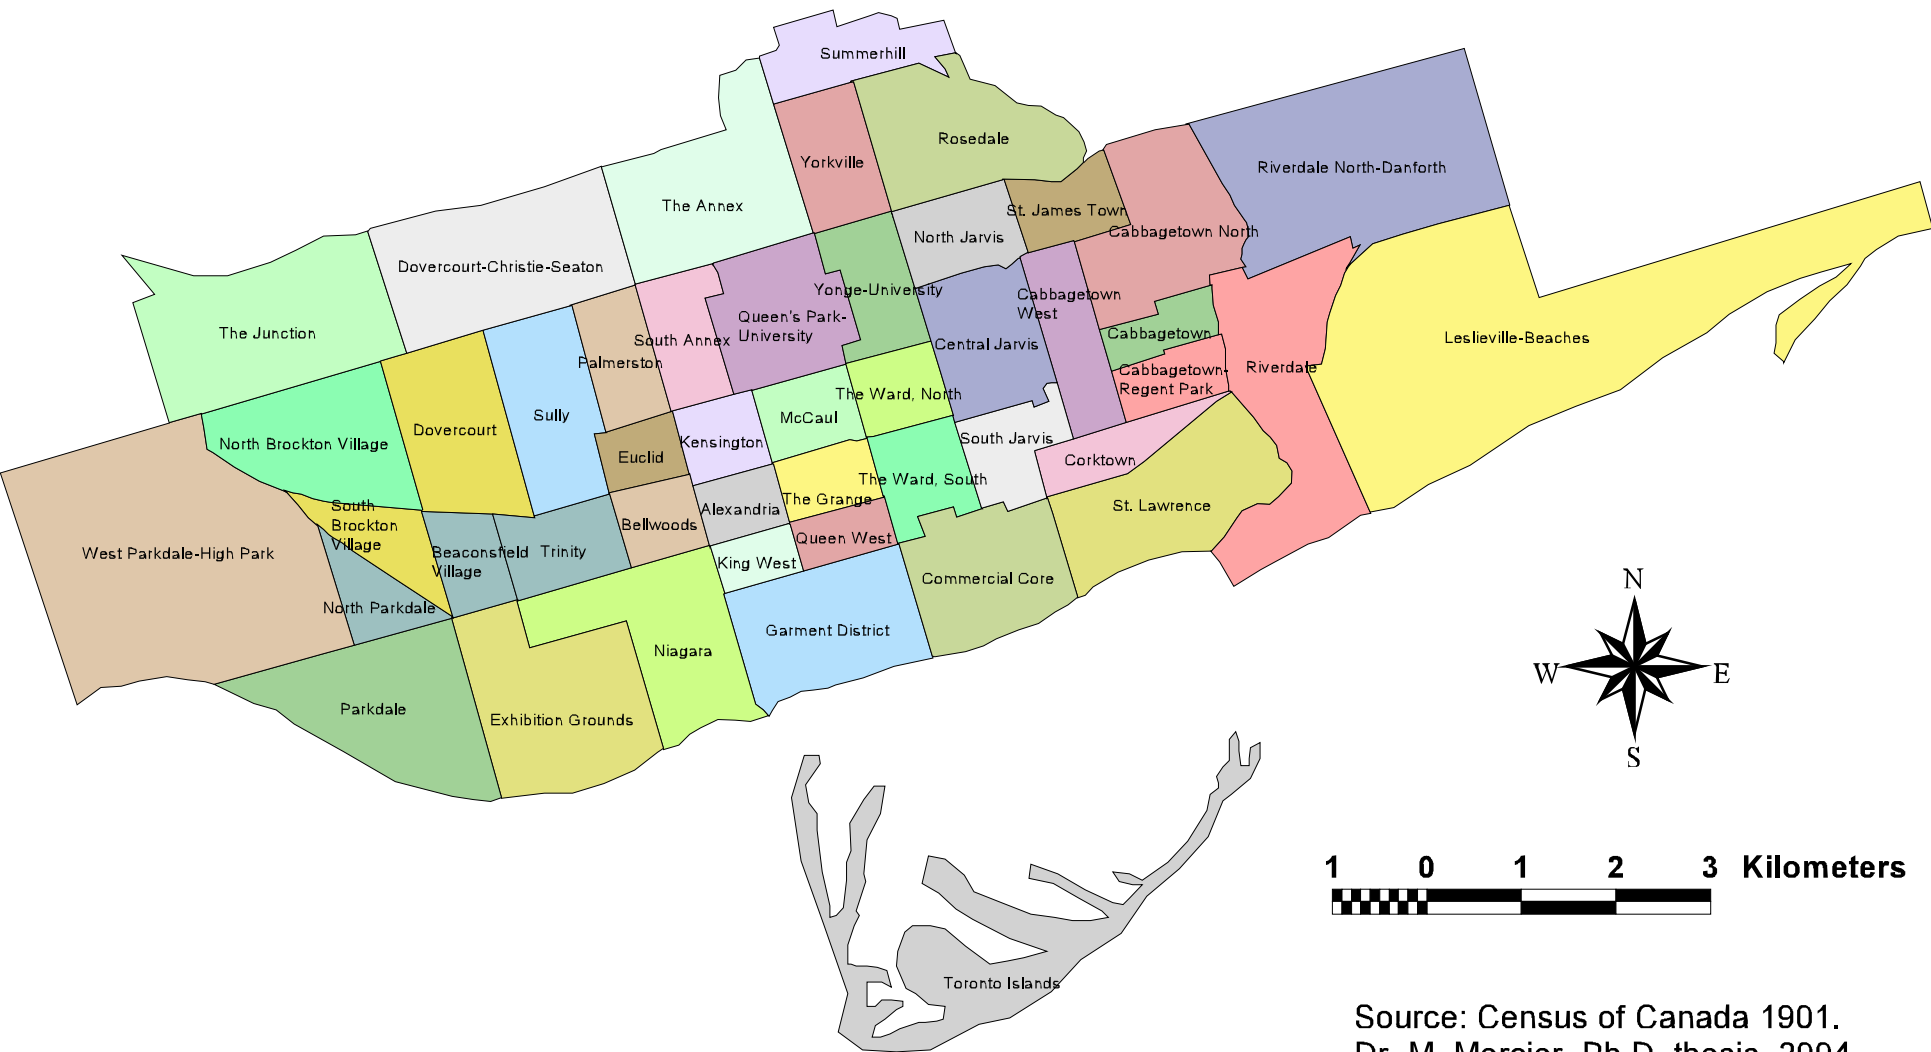 Summerhill
Rosedale
Yorkville
Riverdale North-Danforth
The Annex
St. James Town
Cabbagetown North
North Jarvis
Dovercourt-Christie-Seaton
Yonge-University
Cabbagetown
West
Queen's Park-
University
The Junction
South Annex
Central Jarvis
Cabbagetown
Leslieville-Beaches
Palmerston
Cabbagetown-
Regent Park
Riverdale
The Ward, North
Sully
McCaul
Dovercourt
North Brockton Village
Kensington
South Jarvis
Euclid
Corktown
The Ward, South
The Grange
Alexandria
St. Lawrence
South
Brockton
Village
Bellwoods
Queen West
West Parkdale-High Park
Beaconsfield
Village
Trinity
King West
Commercial Core
North Parkdale
Garment District
Niagara
Parkdale
Exhibition Grounds
N
W
E
S
1 0 1 2 3 Kilometers
Toronto Islands
Source: Census of Canada 1901.
Dr. M. Mercier, Ph.D. thesis, 2004